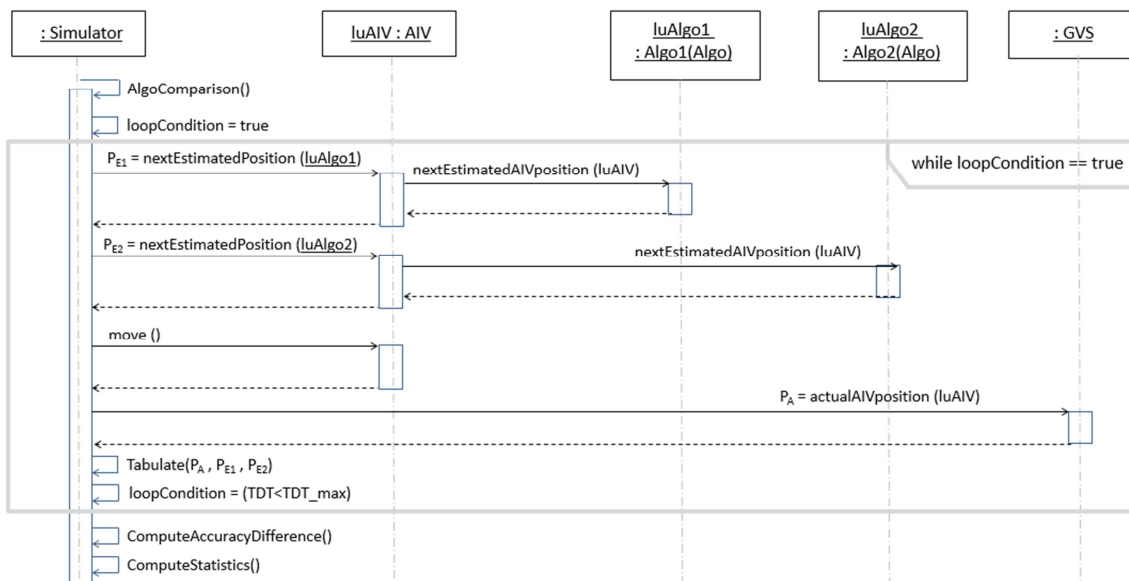 : Simulator
luAIV : AIV
luAlgo1
: Algo1(Algo)
luAlgo2
: Algo2(Algo)
: GVS
AlgoComparison()
loopCondition = true
while loopCondition == true
PE1 = nextEstimatedPosition (luAlgo1)
nextEstimatedAIVposition (luAIV)
PE2 = nextEstimatedPosition (luAlgo2)
nextEstimatedAIVposition (luAIV)
move ()
PA = actualAIVposition (luAIV)
Tabulate(PA , PE1 , PE2)
loopCondition = (TDT<TDT_max)
ComputeAccuracyDifference()
ComputeStatistics()